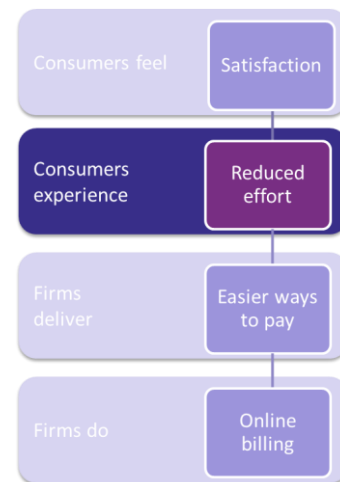 Consumers feel
Satisfaction
Consumers
experience
Reduced
effort
Firms
deliver
Easier ways
to pay
Firms do
Online
billing